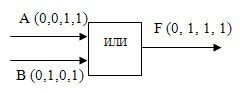 A (0,0,1,1)
ИЛИ
F (0, 1, 1, 1)
B (0,1,0,1)